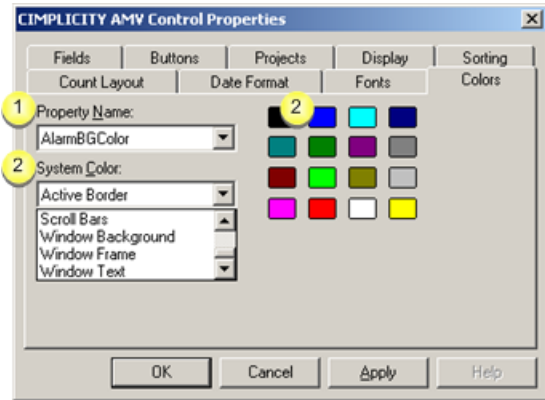 CIMPLICITY AMV Control Properties
Fields Buttons Projects Display Sorting
Count Layout Date Format Fonts Colors
1 Property Name: 2
AlarmBGColor
2 System Color:
Active Border
Scroll Bars
Window Background
Window Frame
Window Text
OK Cancel Apply Help